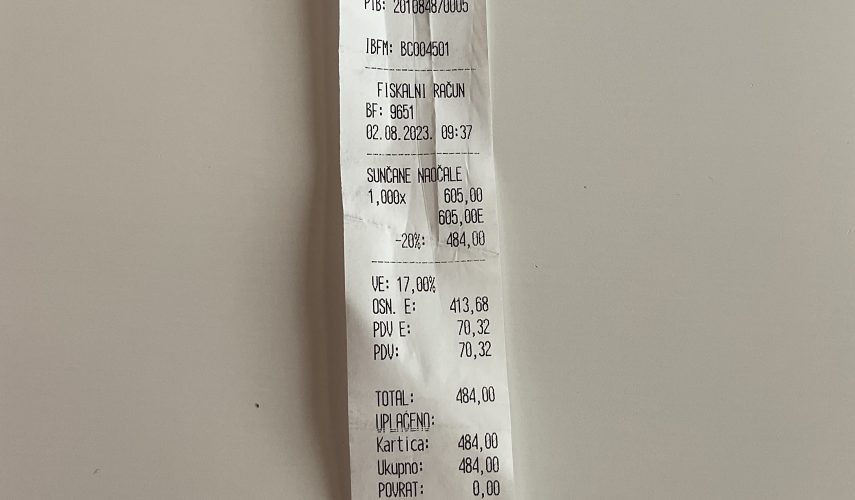 PIB: 201084870005
IBFM: BC004501
FISKALNI RAČUN
BF: 9651
02.08.2023. 09:37
SUNČANE NAOČALE
1,000x 605,00
605,00E
-20%: 484,00
VE: 17,00%
OSN. E: 413,68
PDV E: 70,32
PDV: 70,32
TOTAL: 484,00
UPLAĆENO:
Kartica: 484,00
Ukupno: 484,00
POVRAT: 0,00